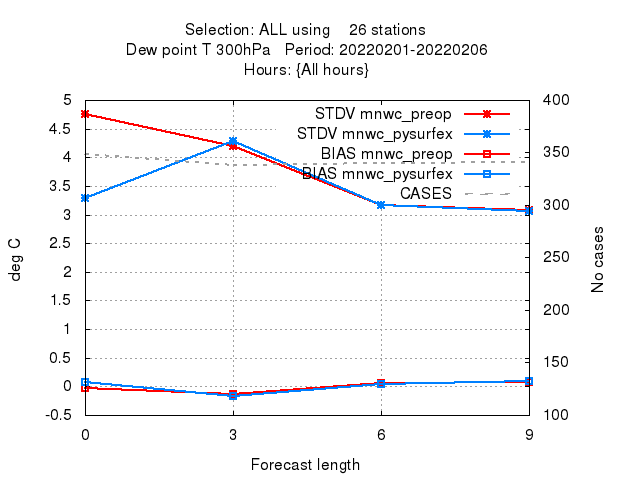 Selection: ALL using 26 stations
Dew point T 300hPa Period: 20220201-20220206
Hours: {All hours}
STDV mnwc_preop
STDV mnwc_pysurfex
BIAS mnwc_preop
BIAS mnwc_pysurfex
CASES
5
4.5
4
3.5
3
2.5
2
1.5
1
0.5
0
-0.5
400
350
300
250
200
150
100
deg C
No cases
0 3 6 9
Forecast length